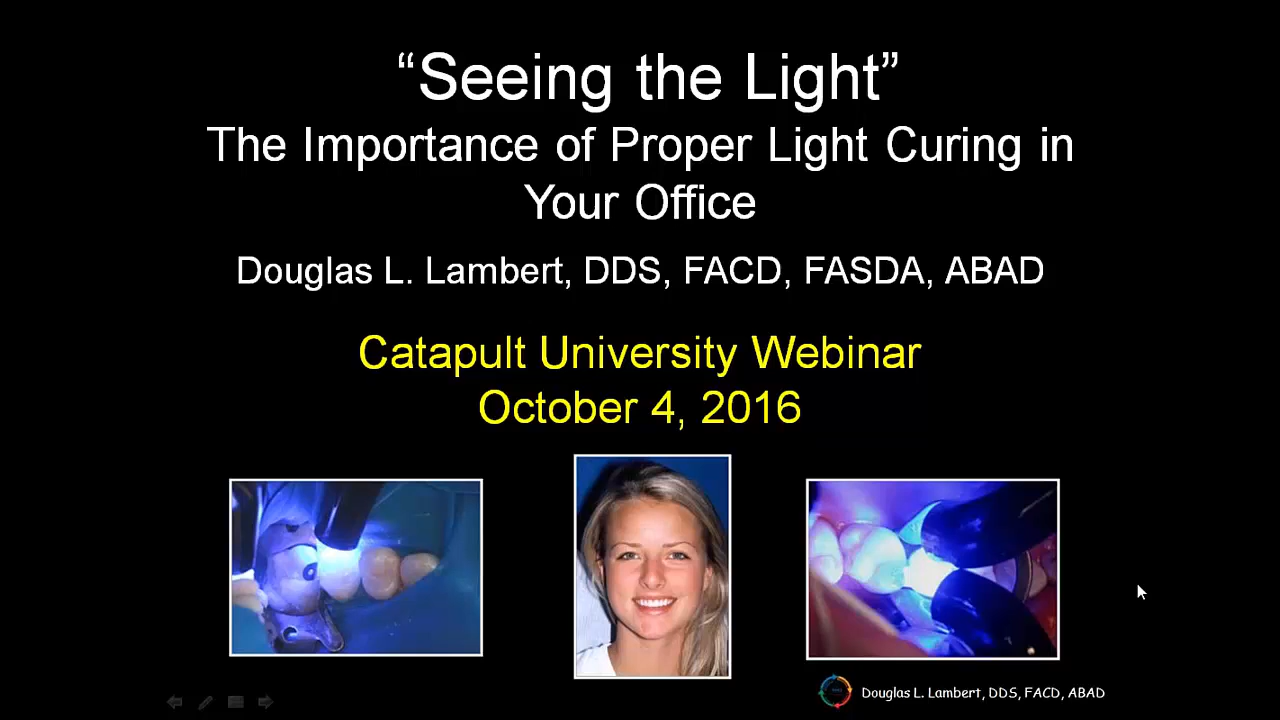 “Seeing the Light”
The Importance of Proper Light Curing in
Your Office
Douglas L. Lambert, DDS, FACD, FASDA, ABAD
Catapult University Webinar
October 4, 2016
Douglas L. Lambert, DDS, FACD, ABAD